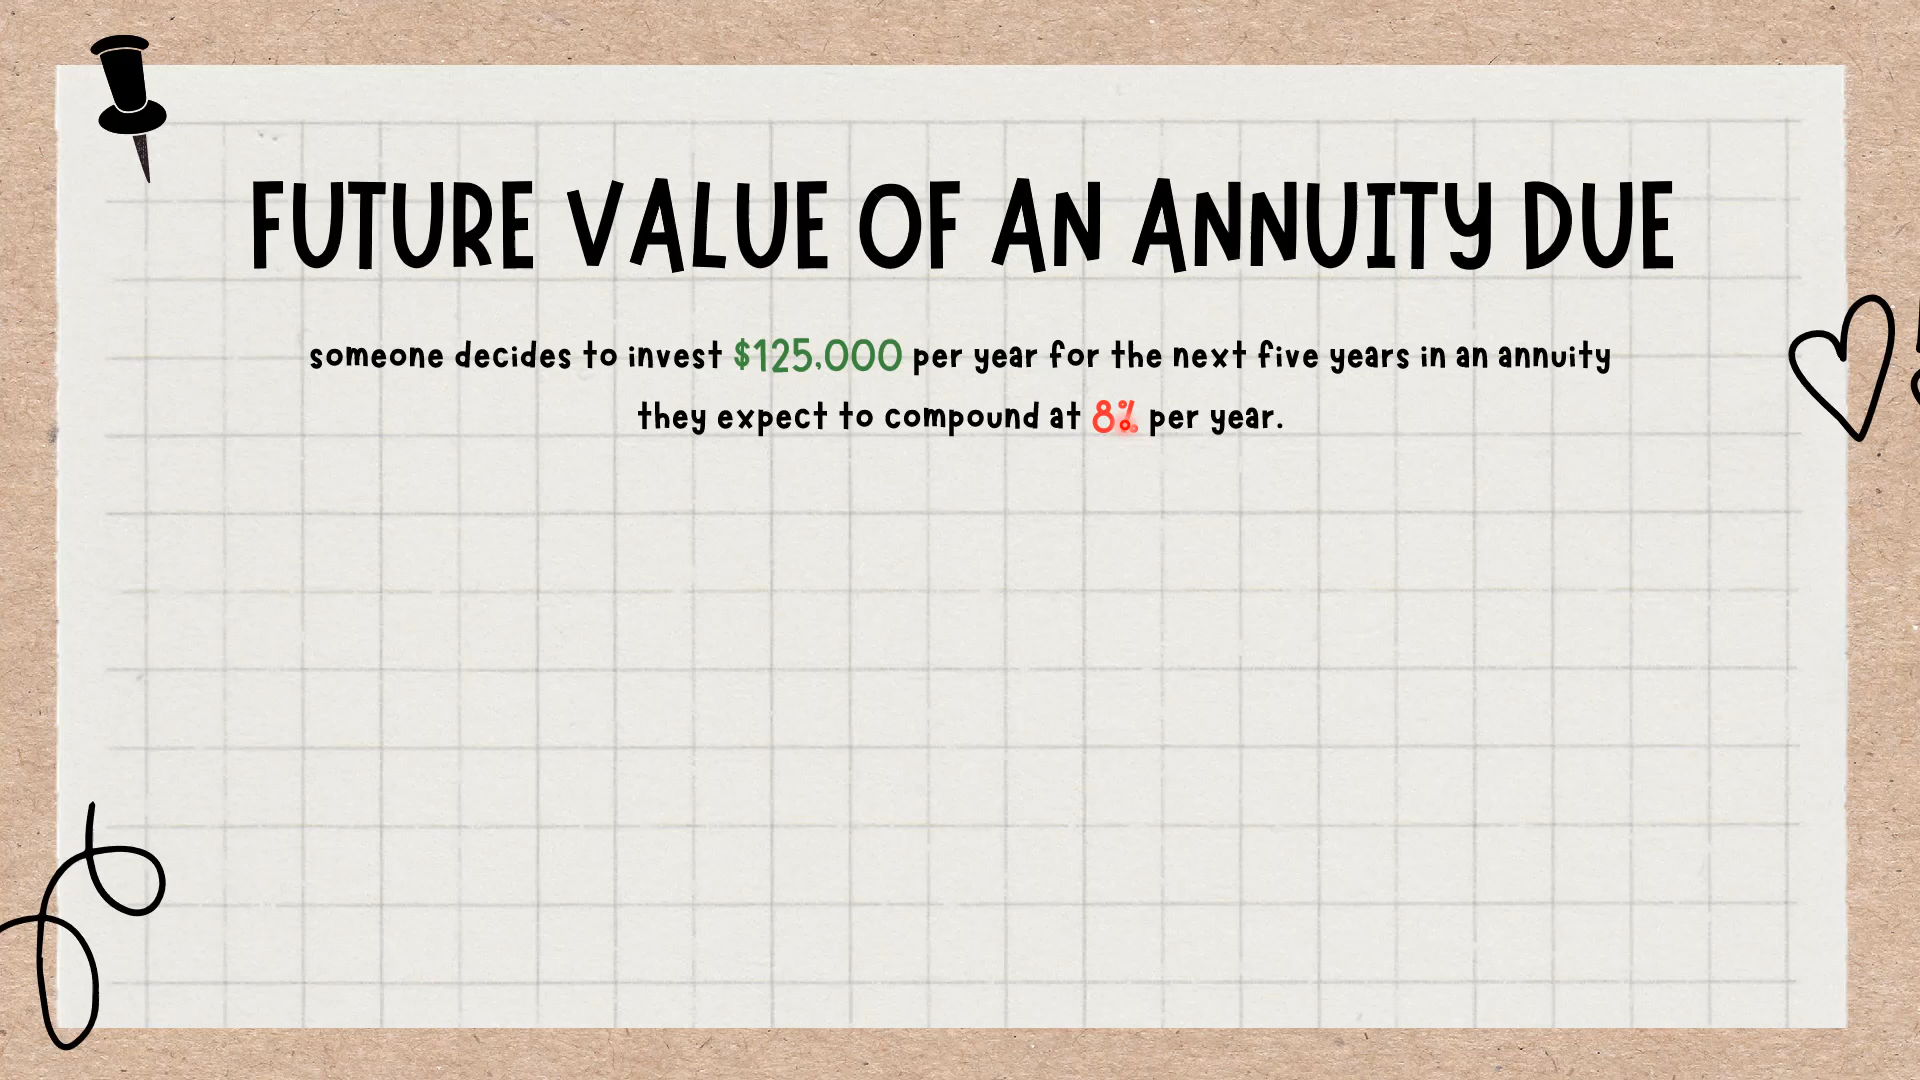 FUTURE VALUE OF AN ANNUITY DUE
someone decides to invest $125,000 per year for the next five years in an annuity
they expect to compound at 8% per year.